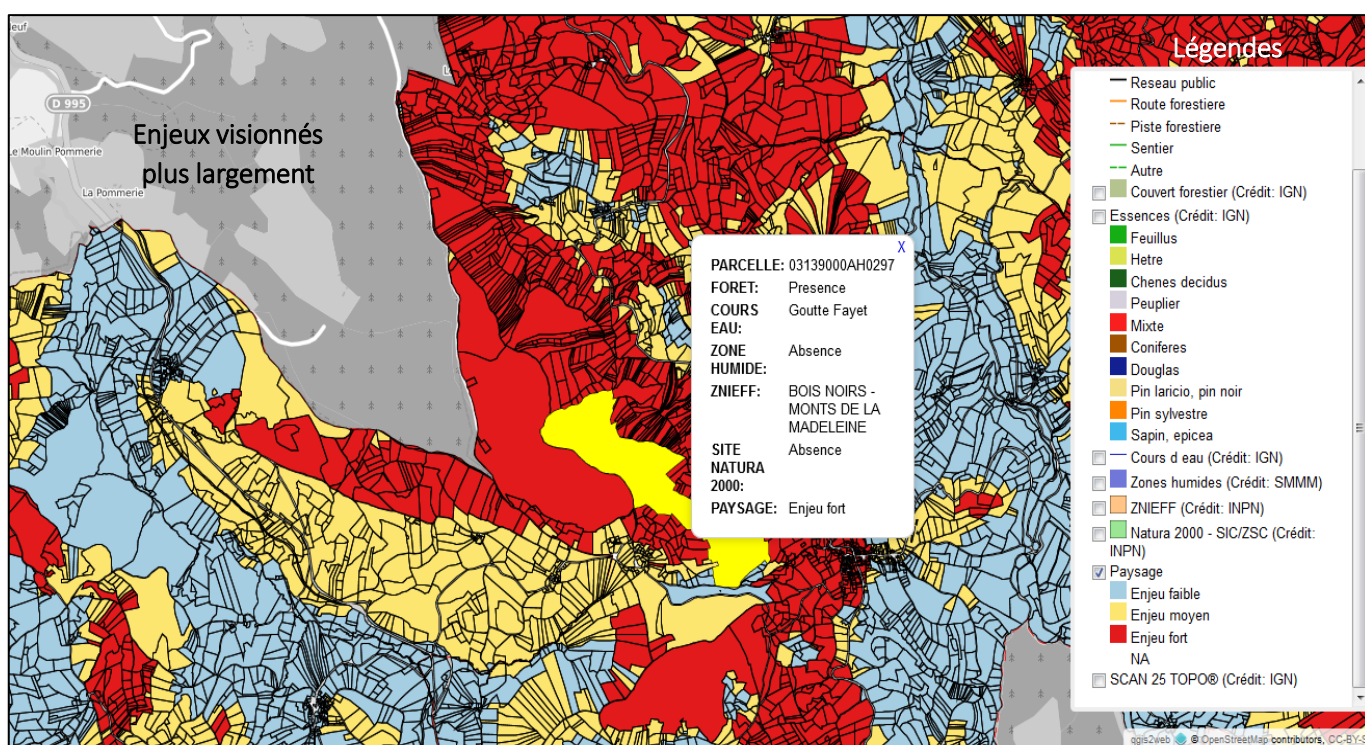 euf
D 995
Le Moulin Pommerie
La Pommerie
Enjeux visionnés
plus largement
Légendes
PARCELLE: 03139000AH0297
FORET: Presence
COURS EAU: Goutte Fayet
ZONE HUMIDE: Absence
ZNIEFF: BOIS NOIRS -
MONTS DE LA
MADELEINE
SITE NATURA 2000: Absence
PAYSAGE: Enjeu fort
X
Reseau public
Route forestiere
Piste forestiere
Sentier
Autre
Couvert forestier (Crédit: IGN)
Essences (Crédit: IGN)
Feuillus
Hetre
Chenes decidus
Peuplier
Mixte
Coniferes
Douglas
Pin laricio, pin noir
Pin sylvestre
Sapin, epicea
Cours d eau (Crédit: IGN)
Zones humides (Crédit: SMMM)
ZNIEFF (Crédit: INPN)
Natura 2000 - SIC/ZSC (Crédit:
INPN)
Paysage
Enjeu faible
Enjeu moyen
Enjeu fort
NA
SCAN 25 TOPO® (Crédit: IGN)
qgis2web © OpenStreetMap contributors, CC-BY-S